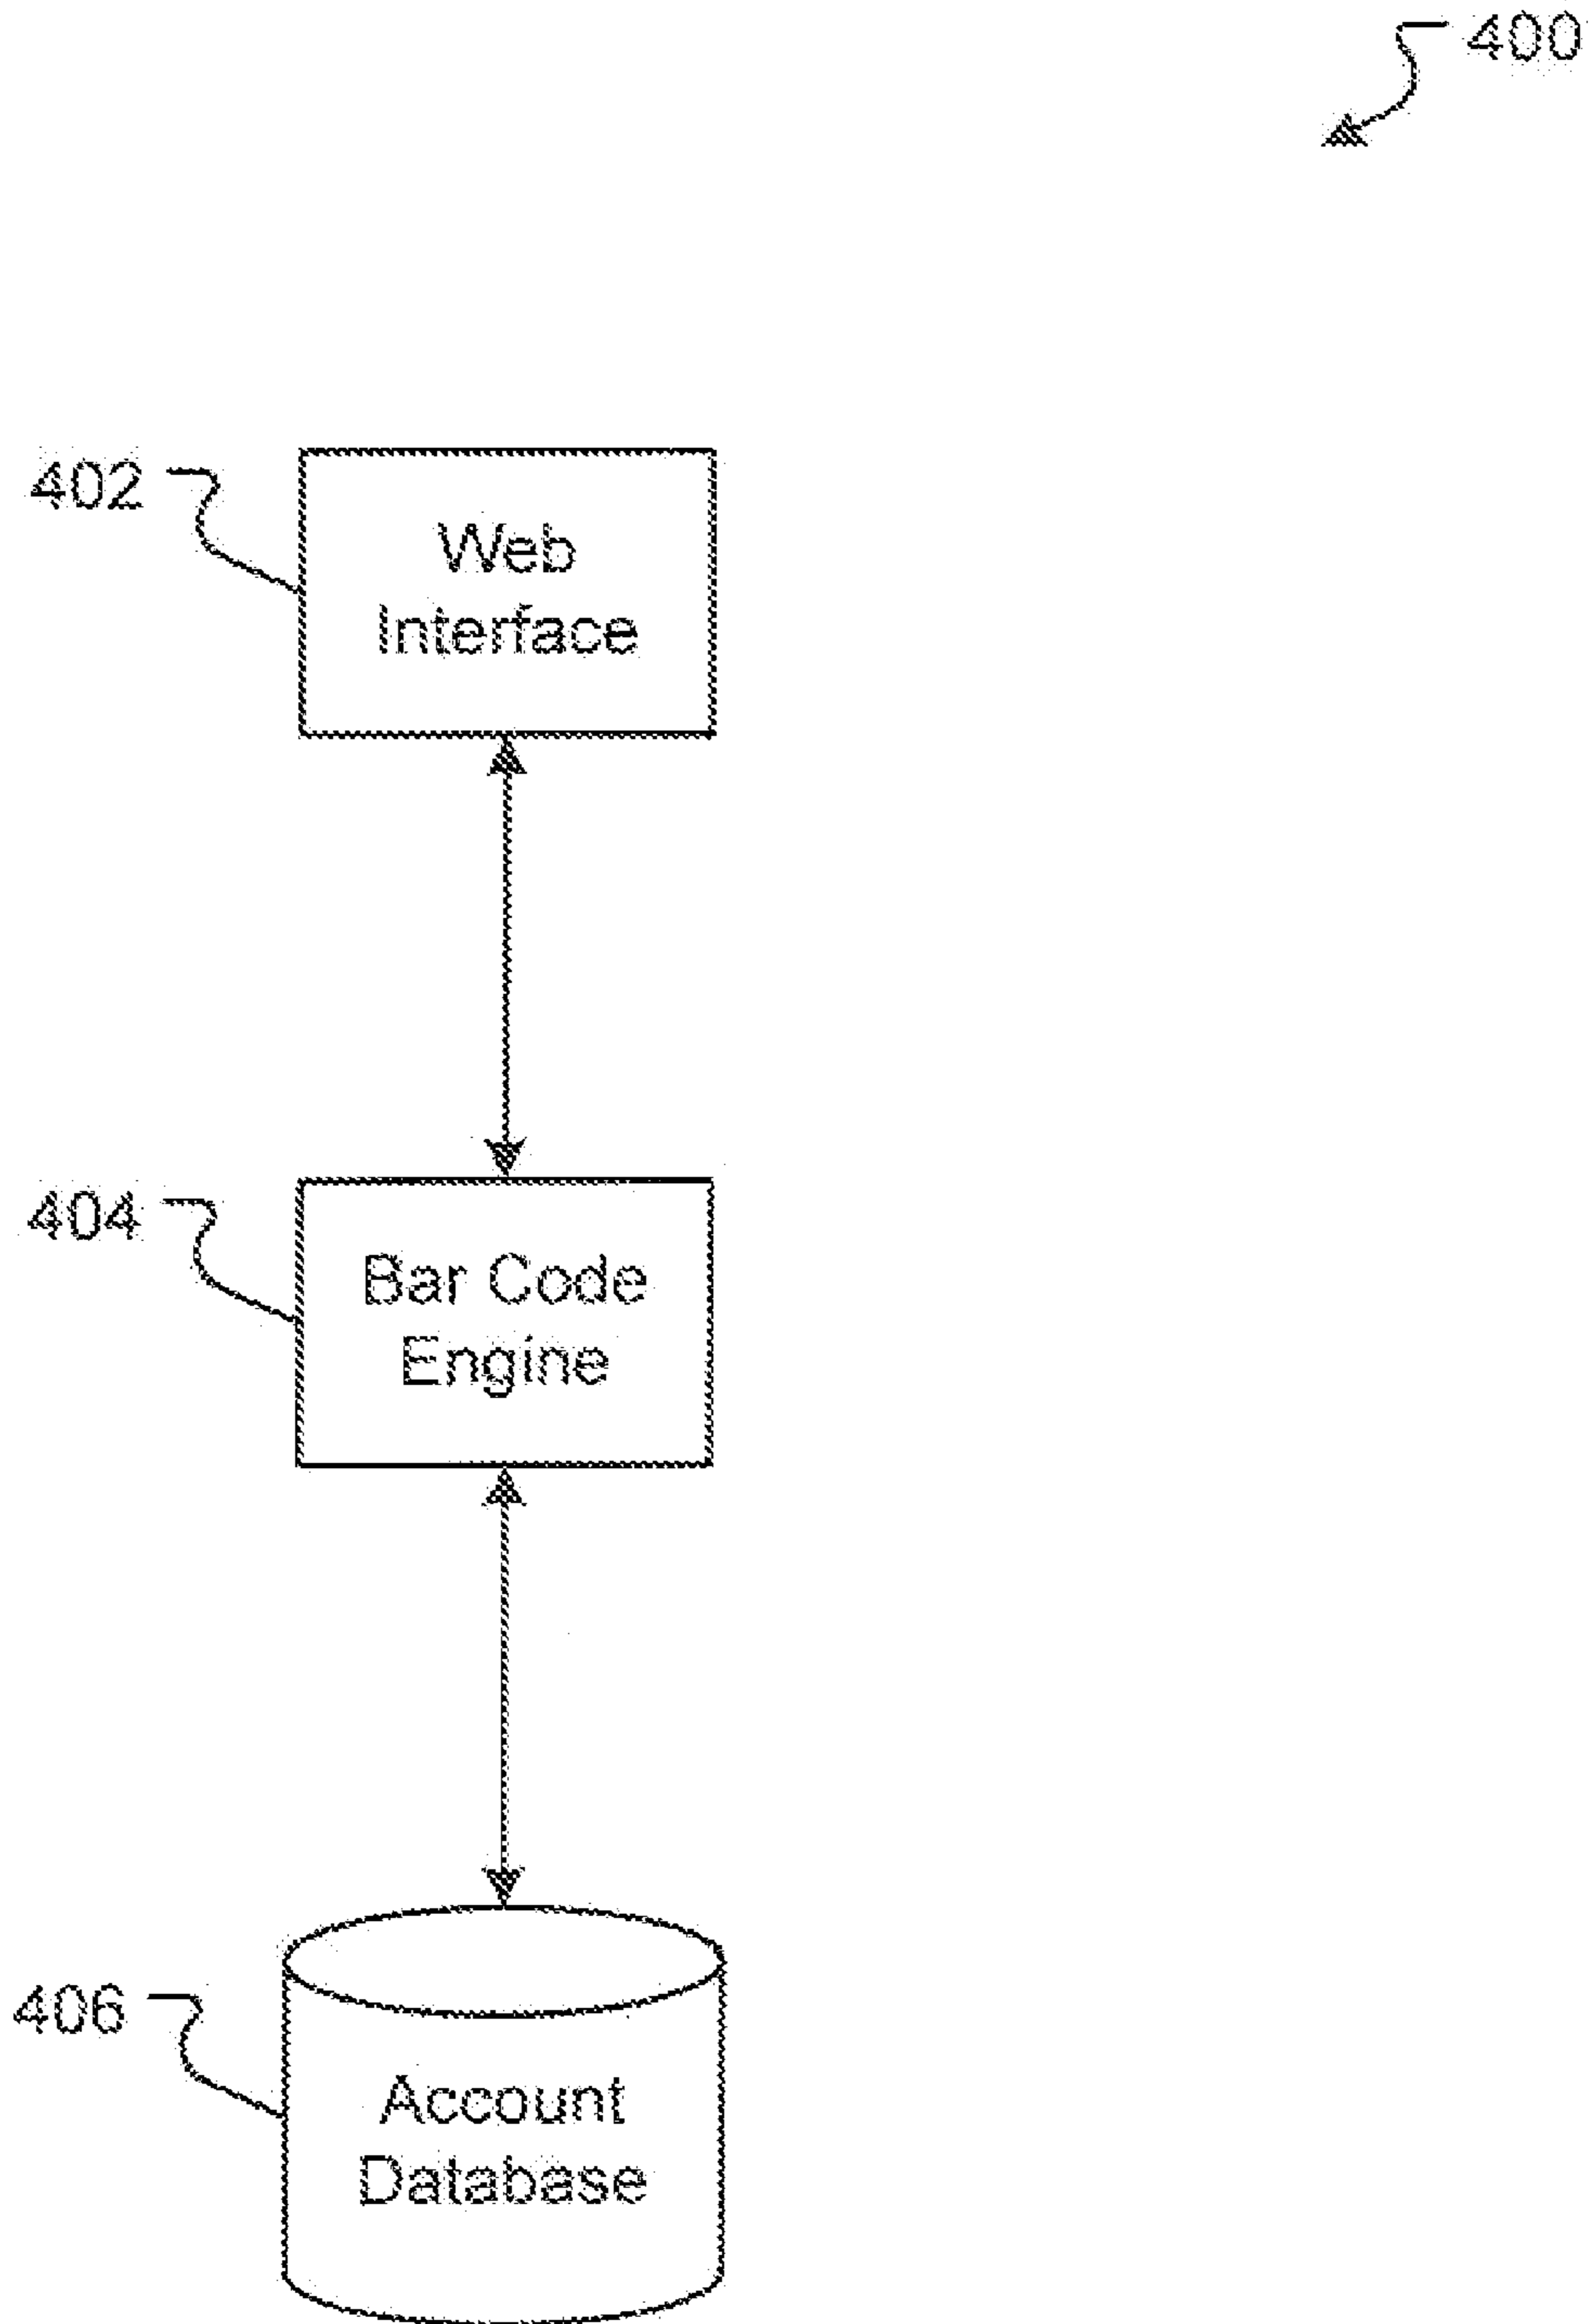 400
402
Web
Interface
404
Bar Code
Engine
406
Account
Database